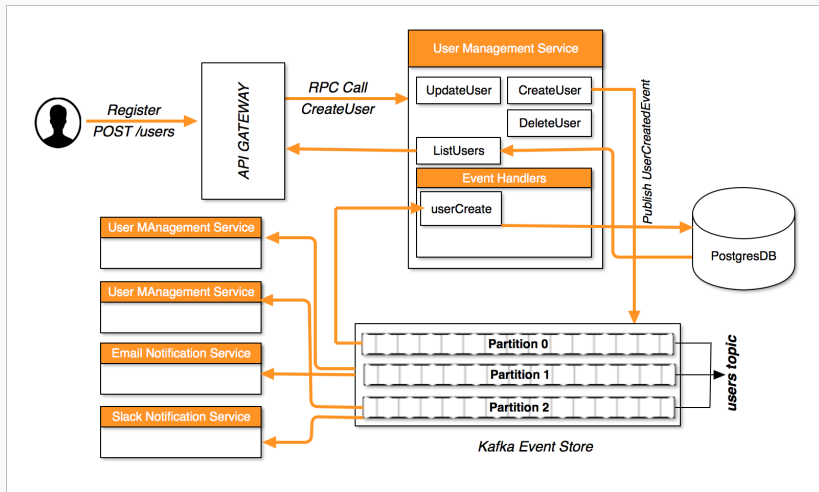 User Management Service
Register
POST /users
API GATEWAY
RPC Call
CreateUser
UpdateUser
CreateUser
DeleteUser
ListUsers
Event Handlers
userCreate
Publish UserCreatedEvent
PostgresDB
User MAnagement Service
User MAnagement Service
Email Notification Service
Slack Notification Service
Partition 0
Partition 1
Partition 2
users topic
Kafka Event Store